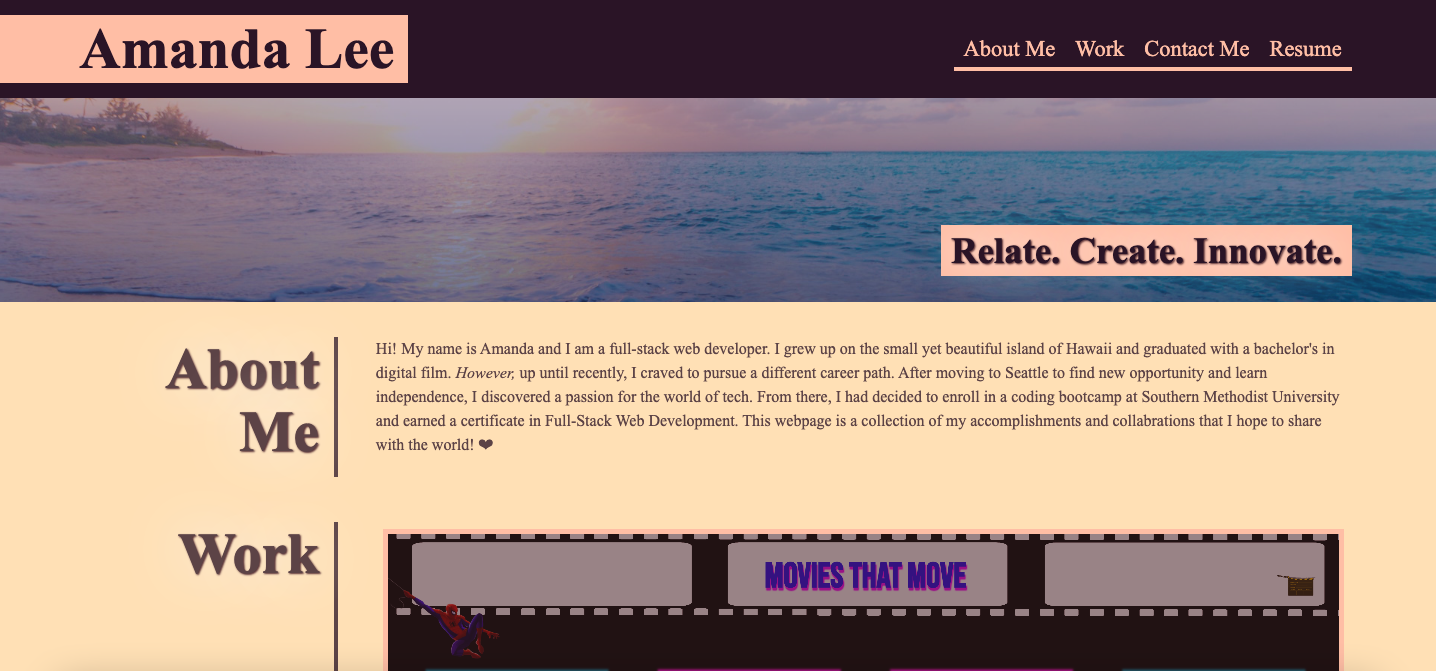 Amanda Lee
About Me Work Contact Me Resume
Relate. Create. Innovate.
About
Me
Hi! My name is Amanda and I am a full-stack web developer. I grew up on the small yet beautiful island of Hawaii and graduated with a bachelor's in
digital film. However, up until recently, I craved to pursue a different career path. After moving to Seattle to find new opportunity and learn
independence, I discovered a passion for the world of tech. From there, I had decided to enroll in a coding bootcamp at Southern Methodist University
and earned a certificate in Full-Stack Web Development. This webpage is a collection of my accomplishments and collabrations that I hope to share
with the world! ❤
Work
MOVIES THAT MOVE